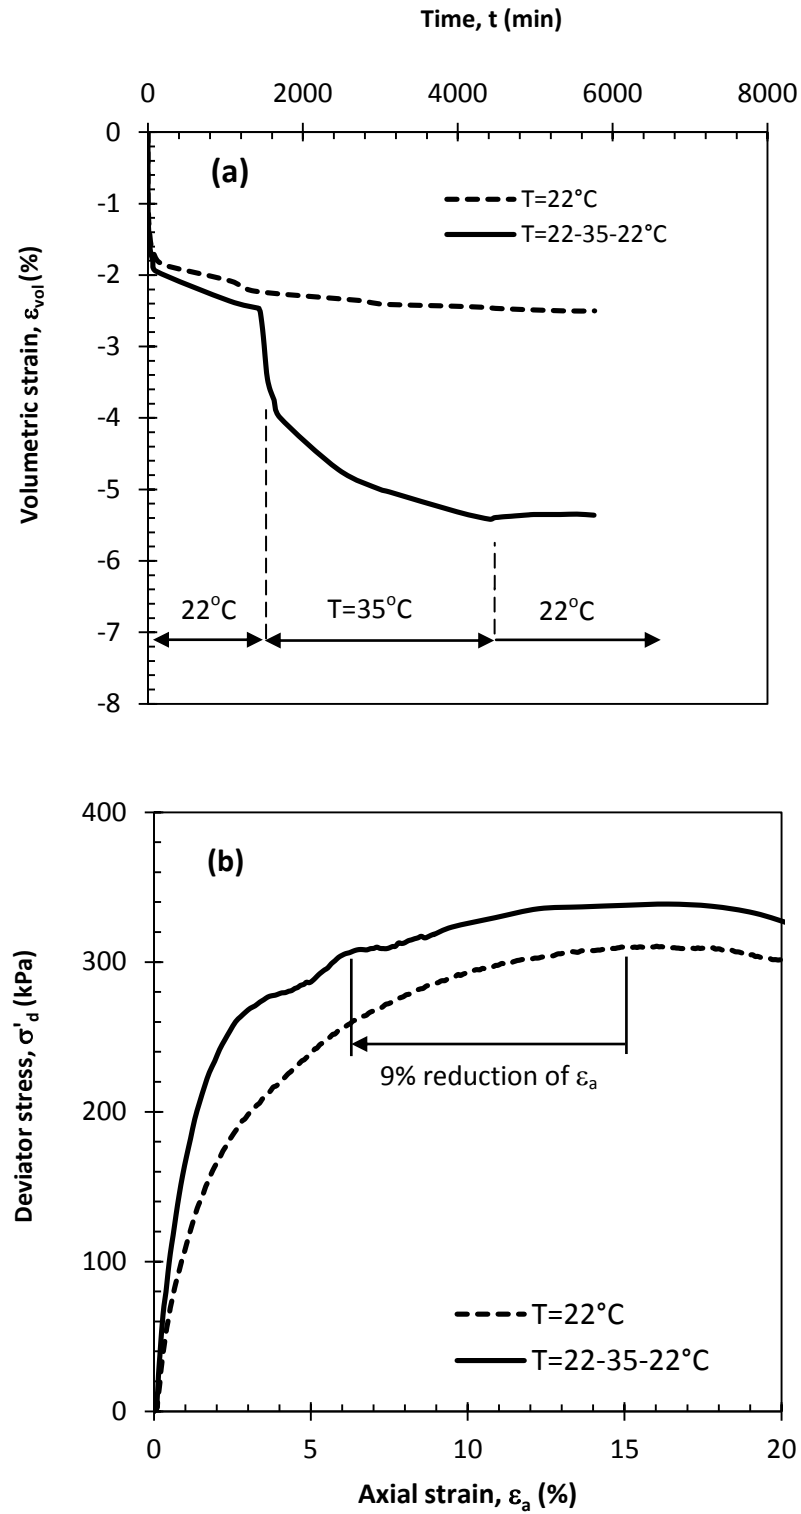 Time, t (min)
0 2000 4000 6000 8000
0
(a)
T=22°C
-1
T=22-35-22°C
-2
Volumetric strain, εvol (%)
-3
-4
-5
-6
22°C T=35°C 22°C
-7
-8
400
(b)
300
Deviator stress, σ'd (kPa)
9% reduction of εa
200
100
T=22°C
T=22-35-22°C
0
0 5 10 15 20
Axial strain, εa (%)